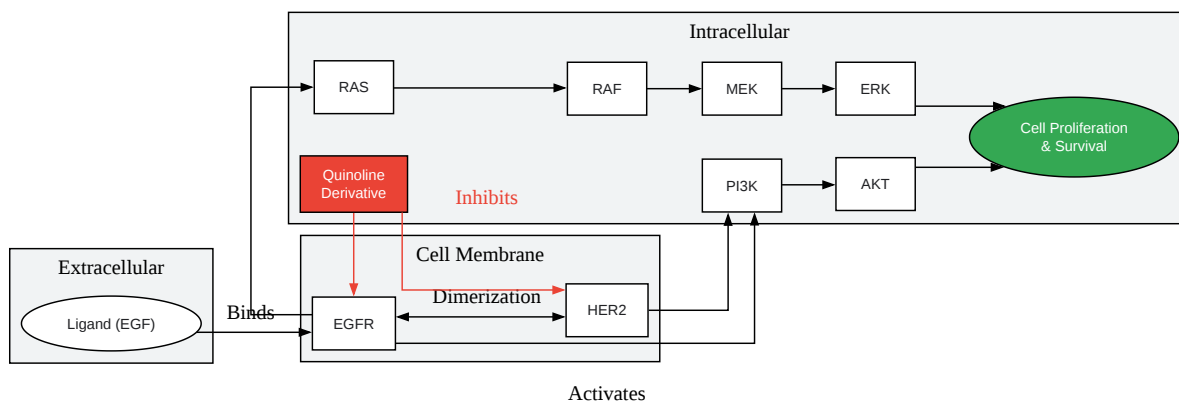 Intracellular
RAS
RAF
MEK
ERK
Cell Proliferation
& Survival
Quinoline
Derivative
Inhibits
PI3K
AKT
Cell Membrane
Extracellular
Dimerization
Binds
Ligand (EGF)
EGFR
HER2
Activates